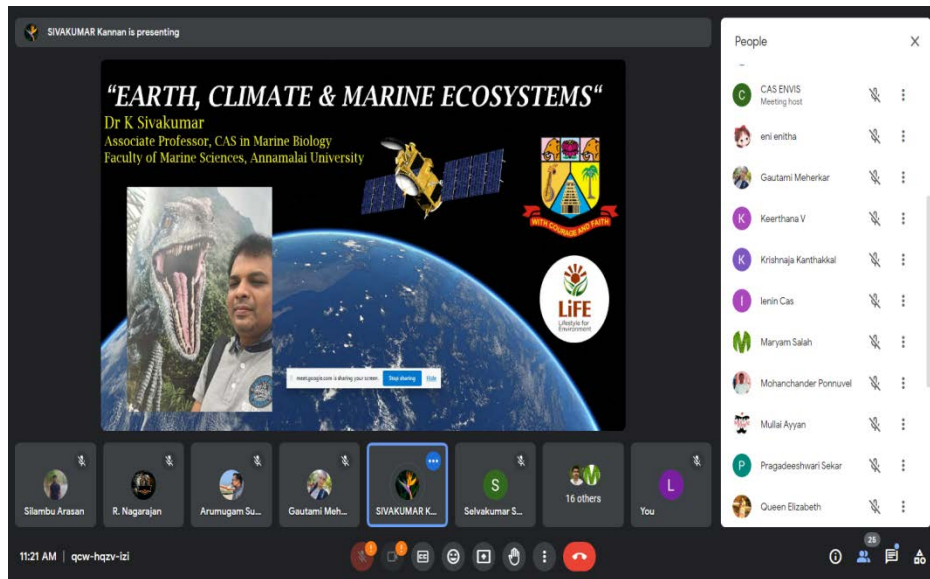 SIVAKUMAR Kannan is presenting
"EARTH, CLIMATE & MARINE ECOSYSTEMS"
Dr K Sivakumar
Associate Professor, CAS in Marine Biology
Faculty of Marine Sciences, Annamalai University
WITH COURAGE AND FAITH
LiFE
Lifestyle for
Environment
meet.google.com is sharing your screen.
Stop sharing
Hide
Silambu Arasan
R. Nagarajan
Arumugam Su...
Gautami Meh...
SIVAKUMAR K...
S
Selvakumar S...
16 others
L
You
11:21 AM | qcw-hqzv-izi
25
People
C
CAS ENVIS
Meeting host
eni enitha
Gautami Meherkar
K
Keerthana V
K
Krishnaja Kanthakkal
l
lenin Cas
Maryam Salah
Mohanchander Ponnuvel
Mullai Ayyan
P
Pragadeeshwari Sekar
Queen Elizabeth